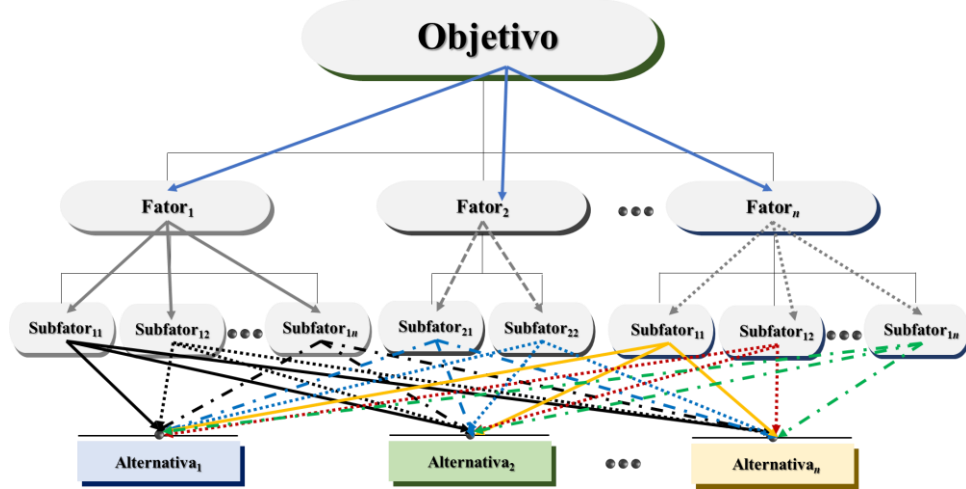 Objetivo
Fator₁
Fator₂
Fatorₙ
Subfator₁₁
Subfator₁₂
Subfator₁ₙ
Subfator₂₁
Subfator₂₂
Subfator₁₁
Subfator₁₂
Subfator₁ₙ
Alternativa₁
Alternativa₂
Alternativaₙ